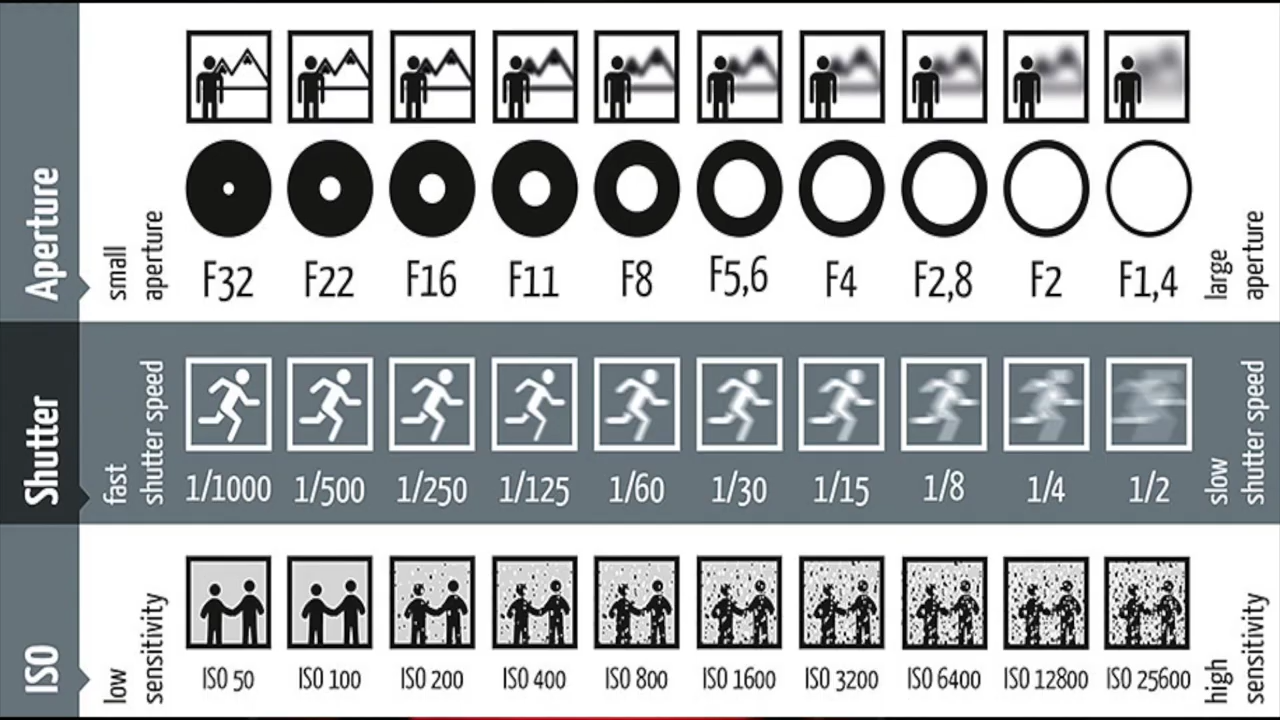 Aperture
small
aperture
F32 F22 F16 F11 F8 F5,6 F4 F2,8 F2 F1,4
large
aperture
Shutter
fast
shutter speed
1/1000 1/500 1/250 1/125 1/60 1/30 1/15 1/8 1/4 1/2
slow
shutter speed
ISO
low
sensitivity
ISO 50 ISO 100 ISO 200 ISO 400 ISO 800 ISO 1600 ISO 3200 ISO 6400 ISO 12800 ISO 25600
high
sensitivity